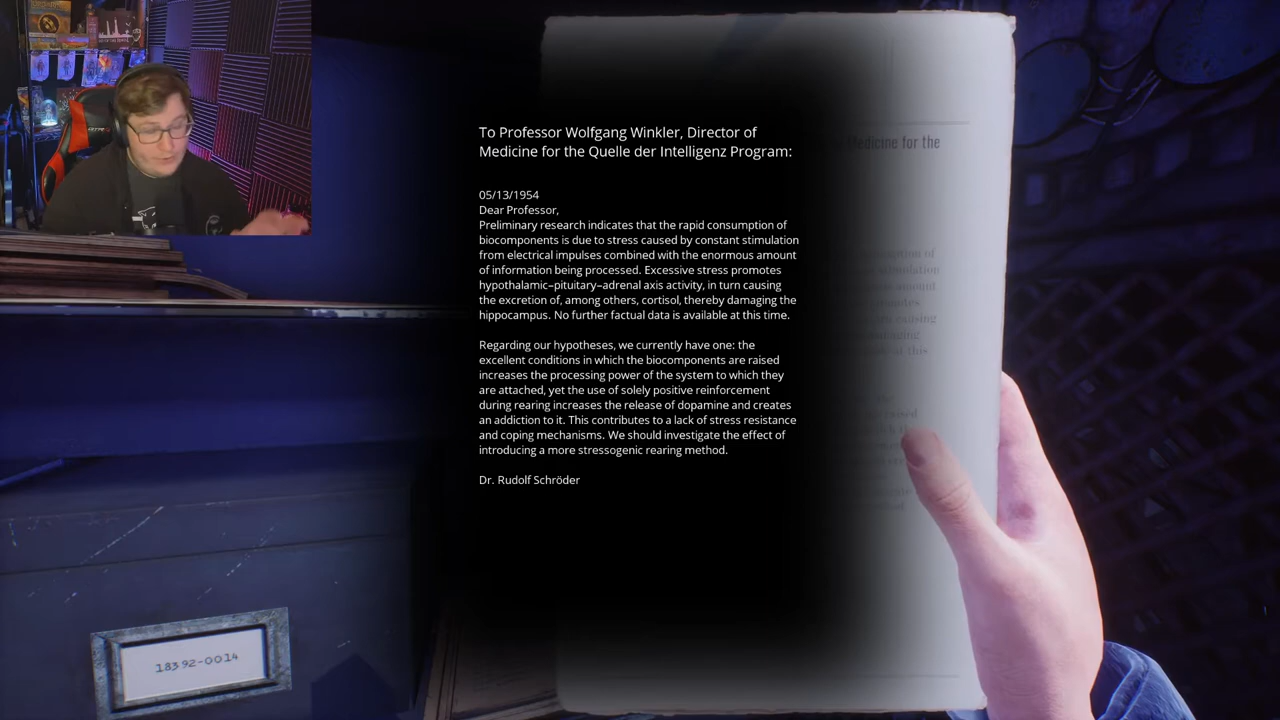 To Professor Wolfgang Winkler, Director of
Medicine for the Quelle der Intelligenz Program:
05/13/1954
Dear Professor,
Preliminary research indicates that the rapid consumption of
biocomponents is due to stress caused by constant stimulation
from electrical impulses combined with the enormous amount
of information being processed. Excessive stress promotes
hypothalamic–pituitary–adrenal axis activity, in turn causing
the excretion of, among others, cortisol, thereby damaging the
hippocampus. No further factual data is available at this time.
Regarding our hypotheses, we currently have one: the
excellent conditions in which the biocomponents are raised
increases the processing power of the system to which they
are attached, yet the use of solely positive reinforcement
during rearing increases the release of dopamine and creates
an addiction to it. This contributes to a lack of stress resistance
and coping mechanisms. We should investigate the effect of
introducing a more stressogenic rearing method.
Dr. Rudolf Schröder
Medicine for the
18392-0014